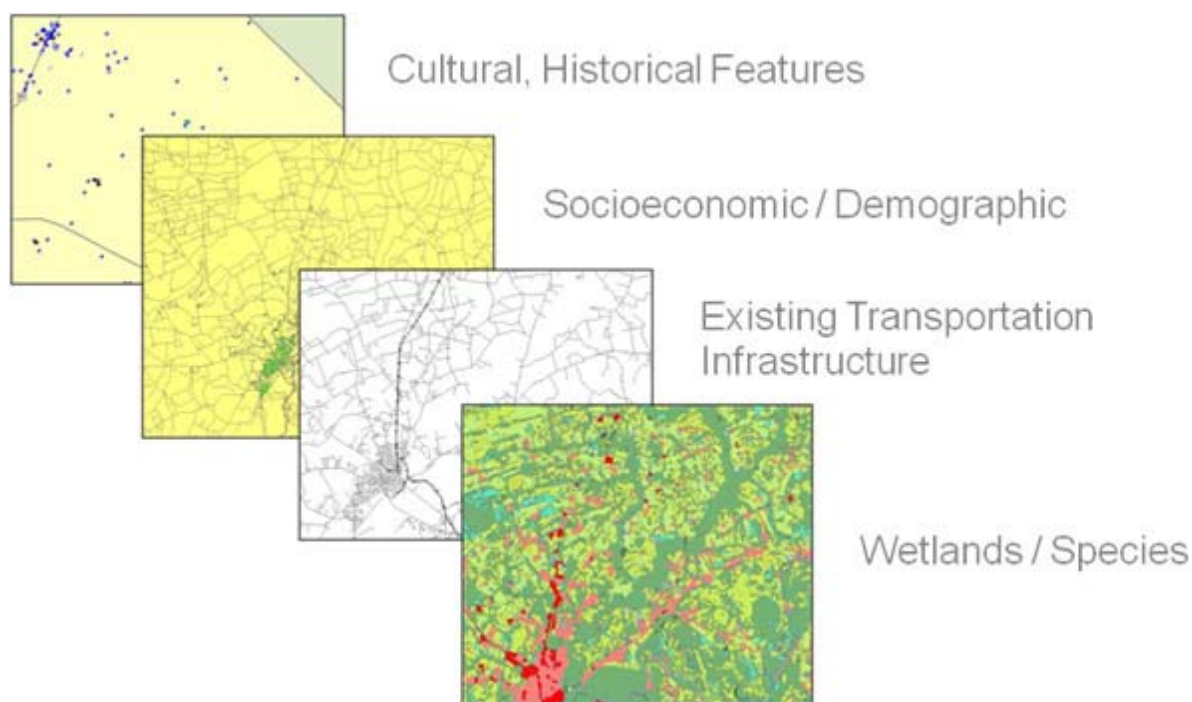 Cultural, Historical Features
Socioeconomic / Demographic
Existing Transportation
Infrastructure
Wetlands / Species